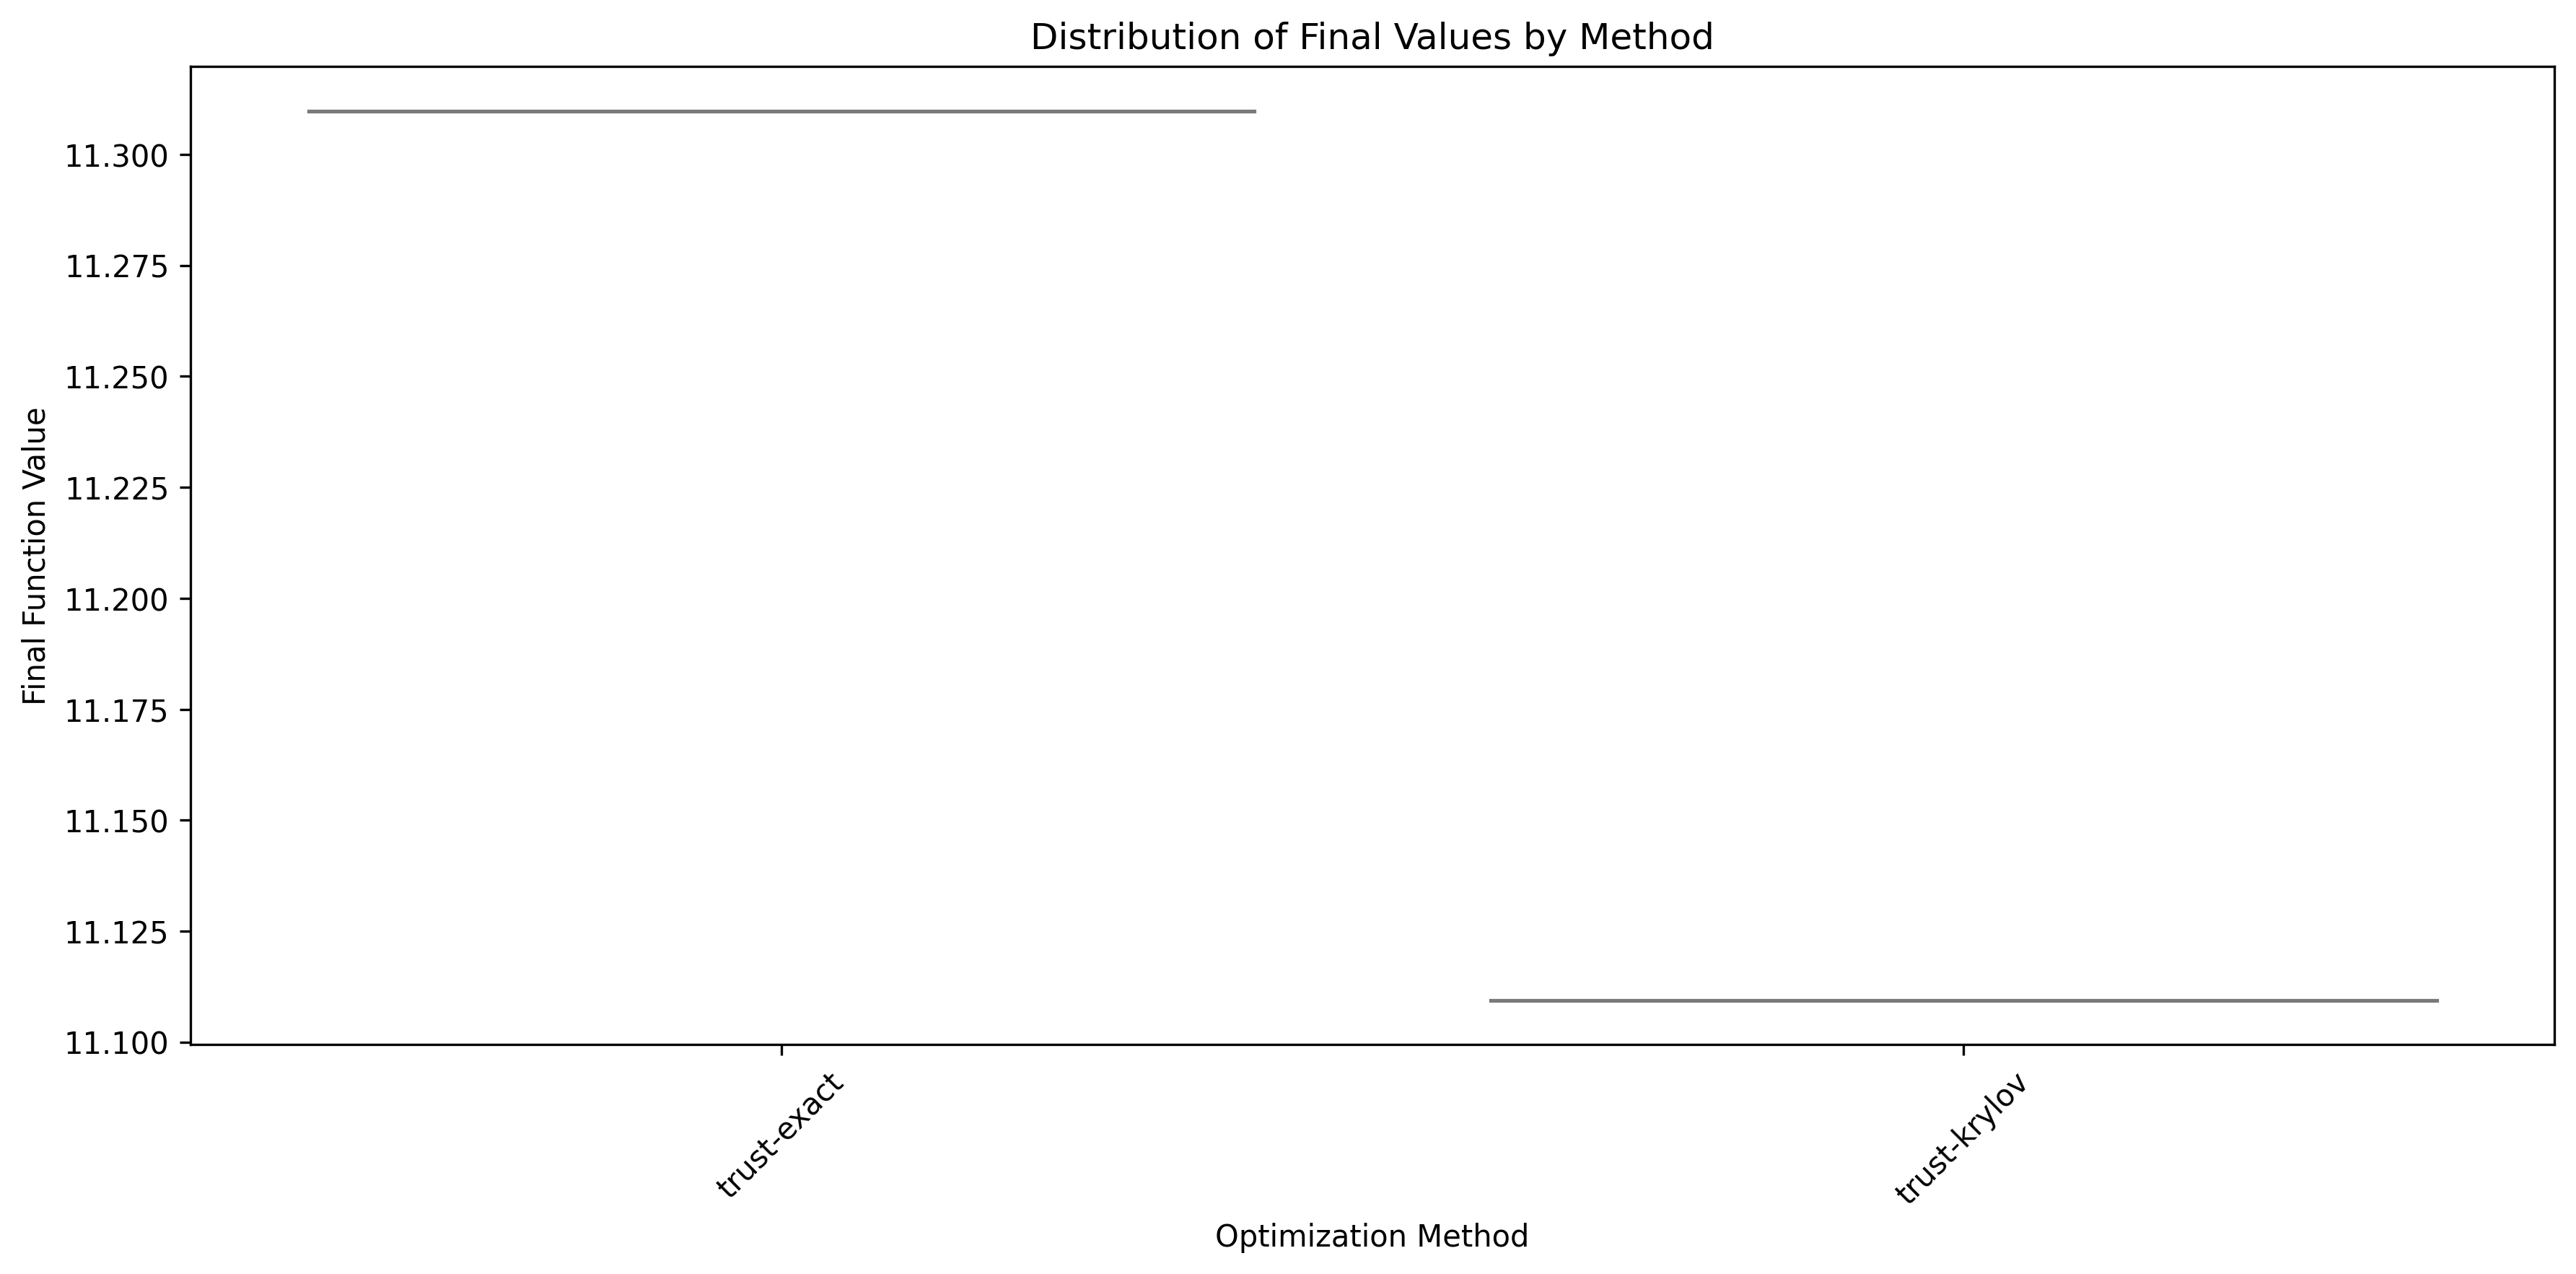 Distribution of Final Values by Method
Final Function Value
11.300
11.275
11.250
11.225
11.200
11.175
11.150
11.125
11.100
trust-exact
trust-krylov
Optimization Method